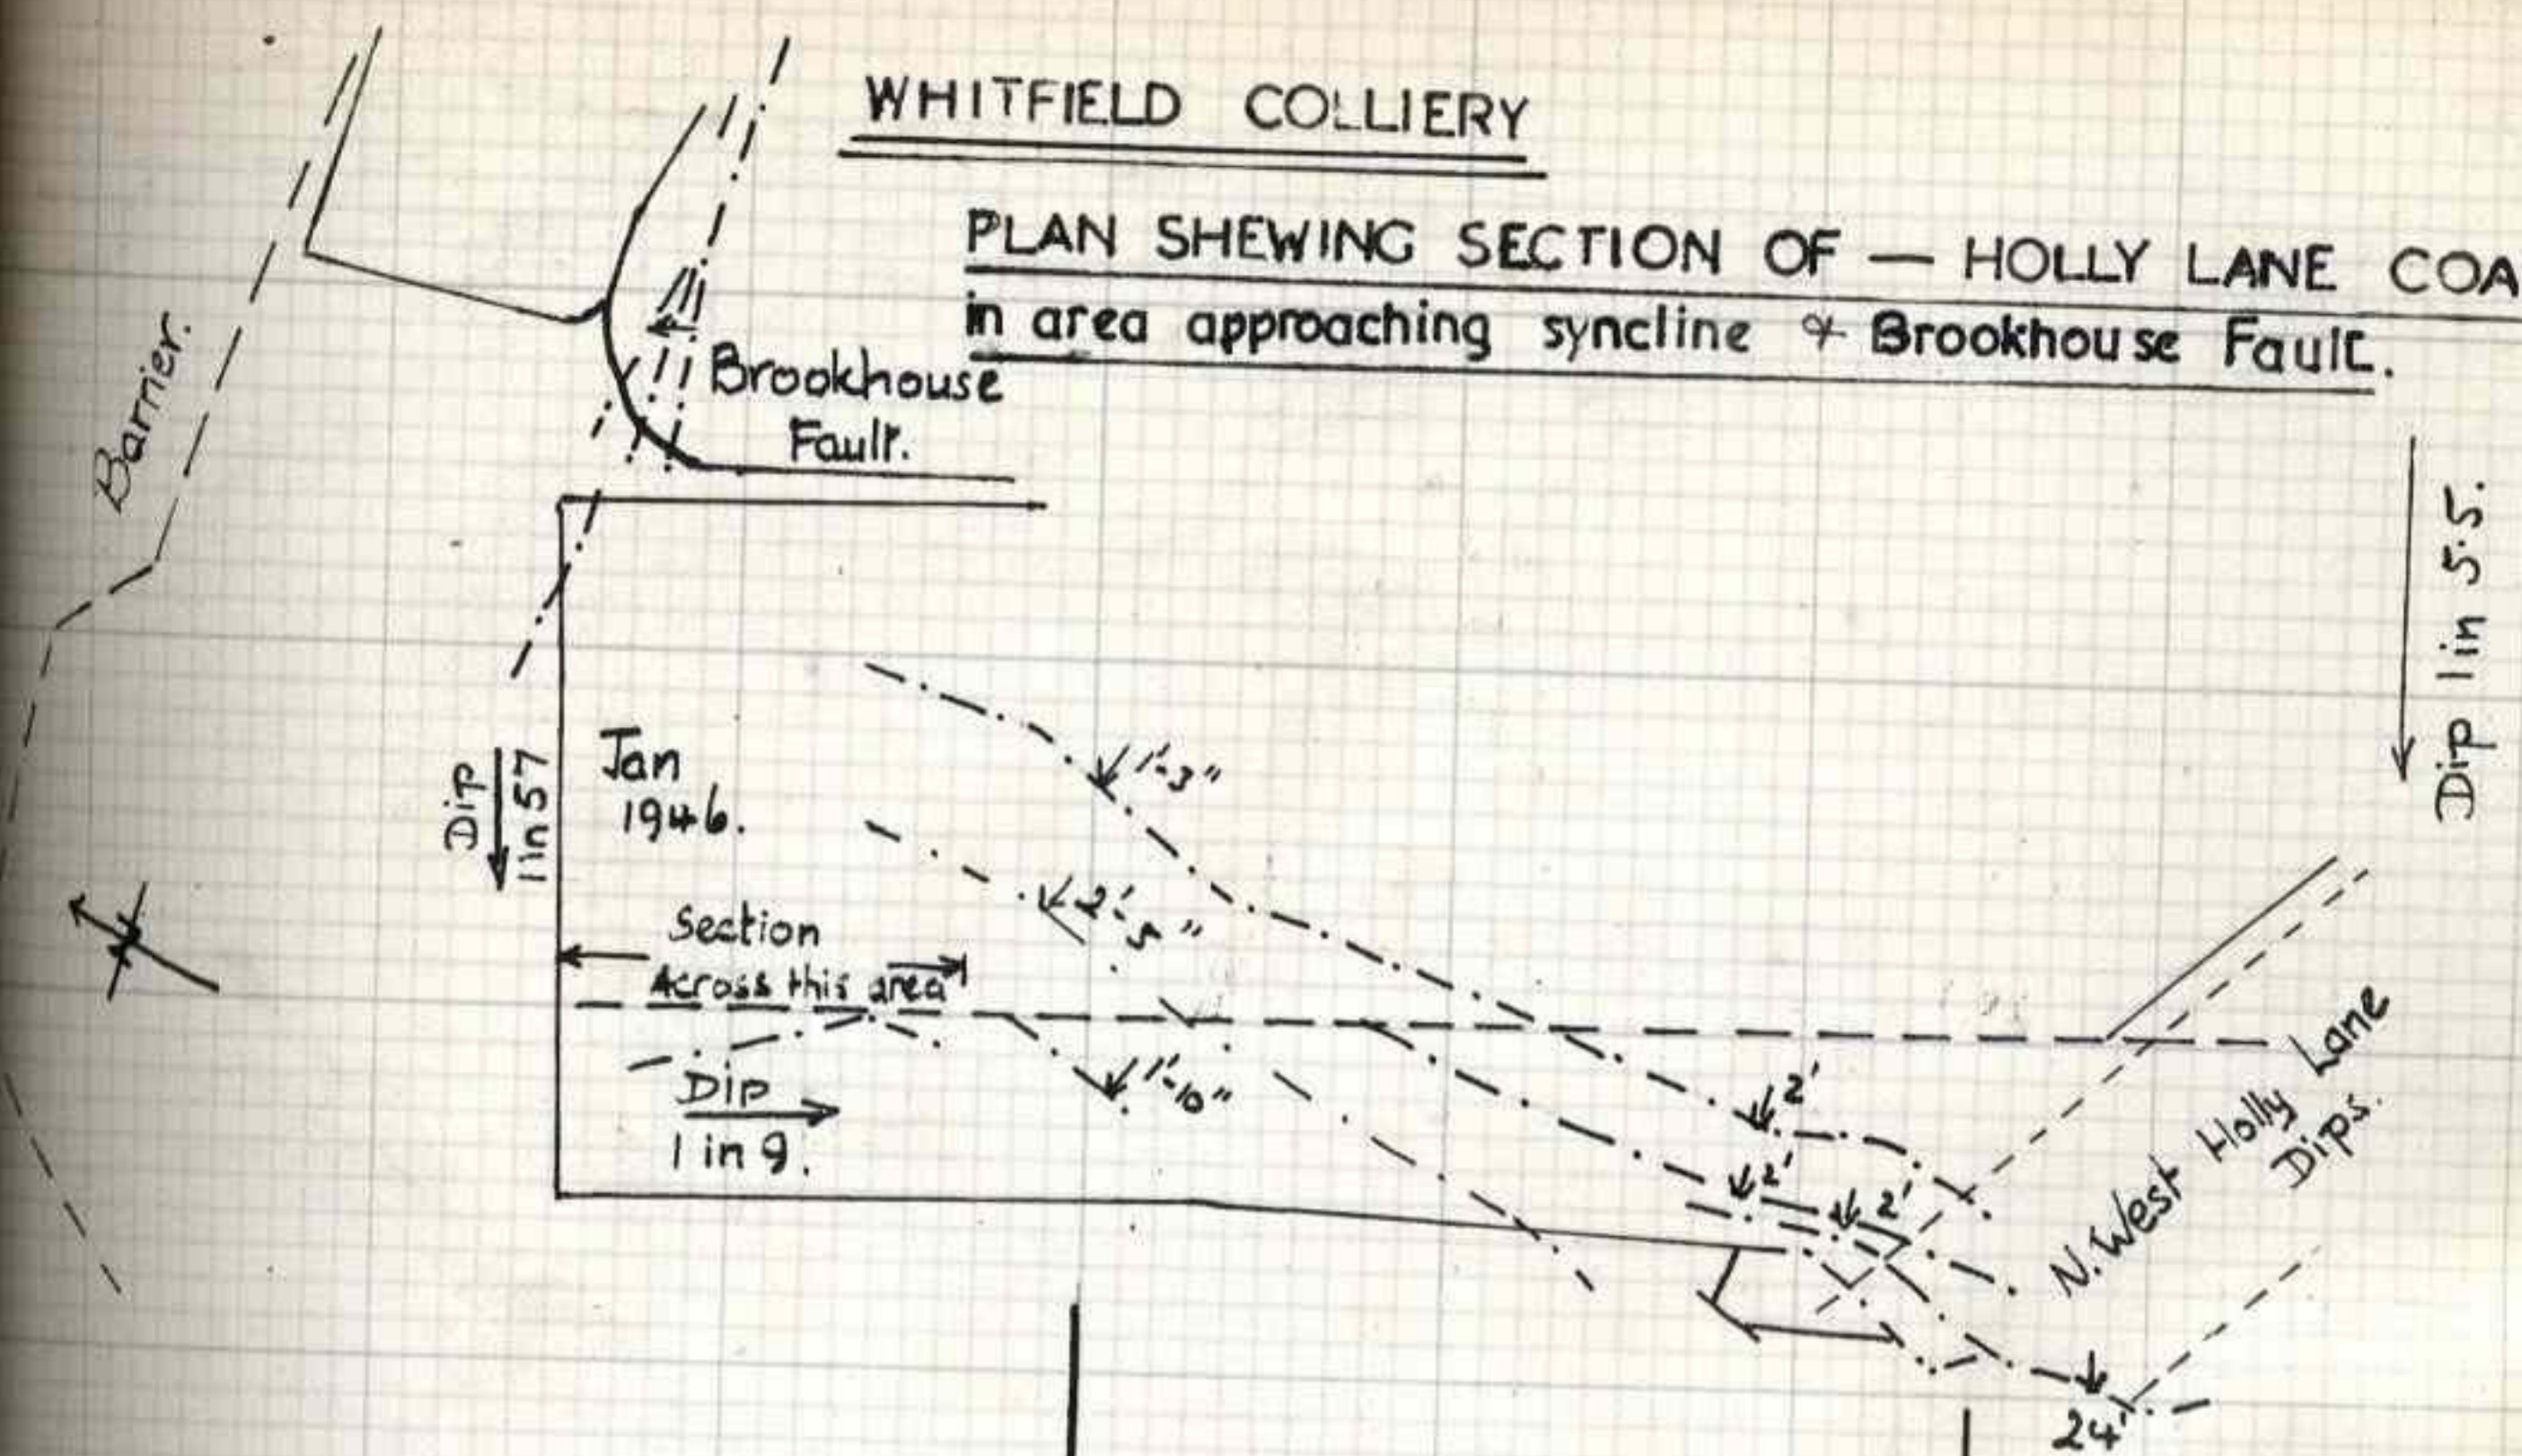 WHITFIELD COLLIERY
PLAN SHEWING SECTION OF — HOLLY LANE COA
in area approaching syncline & Brookhouse Fault.
Barrier.
Brookhouse
Fault.
Dip 1 in 5.5.
Dip
1 in 57
Jan
1946.
1'-3"
2'-5"
Section
Across this area
Dip
1 in 9.
1'-10"
2'
2'
2'
N. West Holly Lane
Dips.
24'